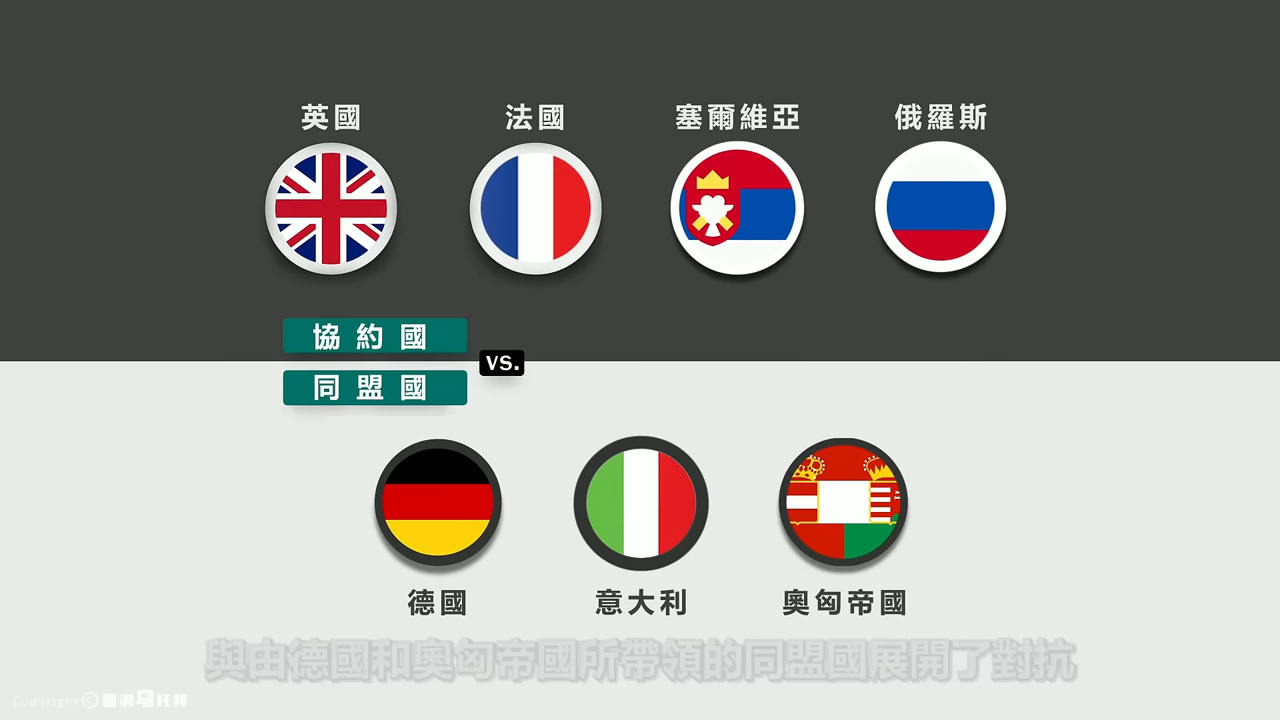 英國 法國 塞爾維亞 俄羅斯
協約國
VS.
同盟國
德國 意大利 奧匈帝國
與由德國和奧匈帝國所帶領的同盟國展開了對抗
Copyright ©